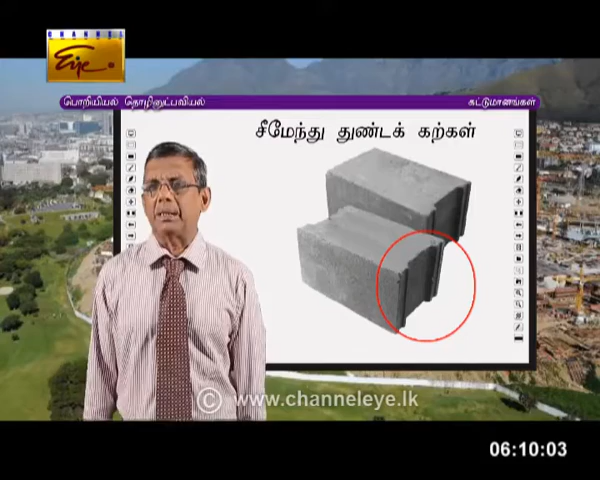 CHANNEL
Eye
பொறியியல் தொழினுட்பவியல்
கட்டுமானங்கள்
சீமேந்து துண்டக் கற்கள்
© www.channeleye.lk
06:10:03